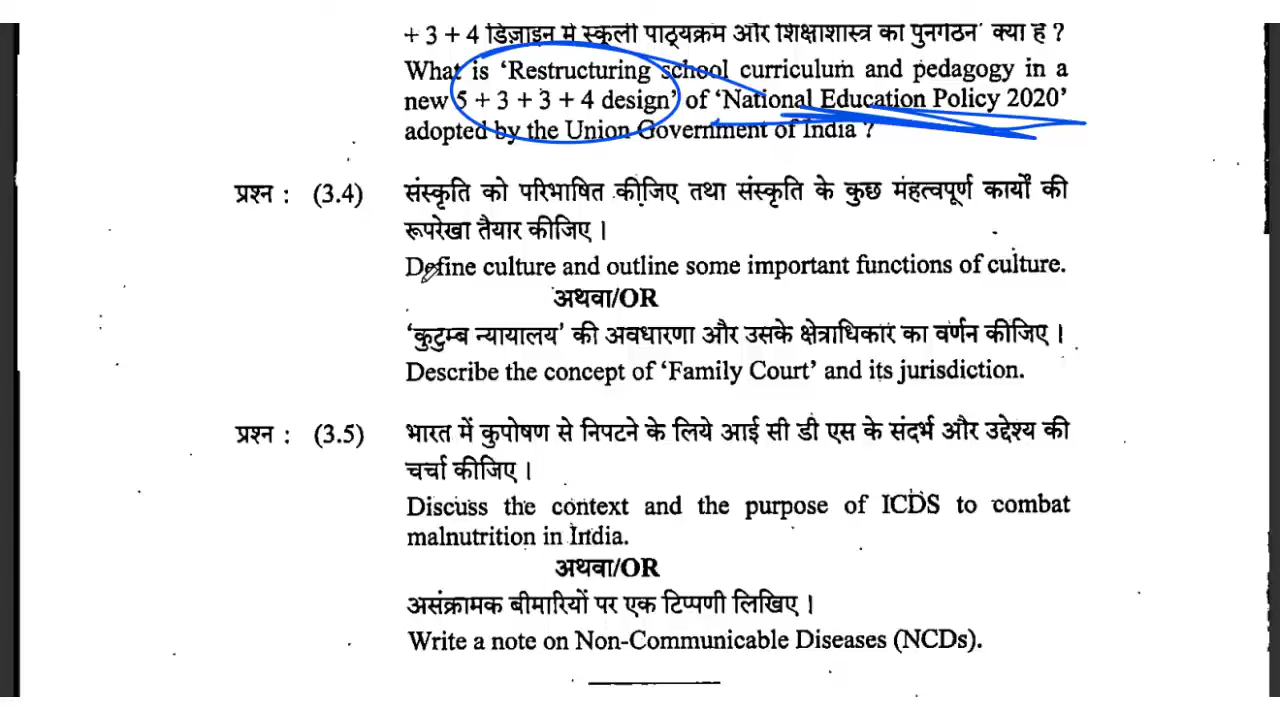 + 3 + 4 डिज़ाइन में स्कूली पाठ्यक्रम और शिक्षाशास्त्र का पुनर्गठन' क्या है ?
What is ‘Restructuring school curriculum and pedagogy in a
new 5 + 3 + 3 + 4 design’ of ‘National Education Policy 2020’
adopted by the Union Government of India ?
प्रश्न : (3.4) संस्कृति को परिभाषित कीजिए तथा संस्कृति के कुछ महत्वपूर्ण कार्यों की
रूपरेखा तैयार कीजिए ।
Define culture and outline some important functions of culture.
अथवा/OR
‘कुटुम्ब न्यायालय’ की अवधारणा और उसके क्षेत्राधिकार का वर्णन कीजिए ।
Describe the concept of ‘Family Court’ and its jurisdiction.
प्रश्न : (3.5) भारत में कुपोषण से निपटने के लिये आई सी डी एस के संदर्भ और उद्देश्य की
चर्चा कीजिए ।
Discuss the context and the purpose of ICDS to combat
malnutrition in India.
अथवा/OR
असंक्रामक बीमारियों पर एक टिप्पणी लिखिए ।
Write a note on Non-Communicable Diseases (NCDs).